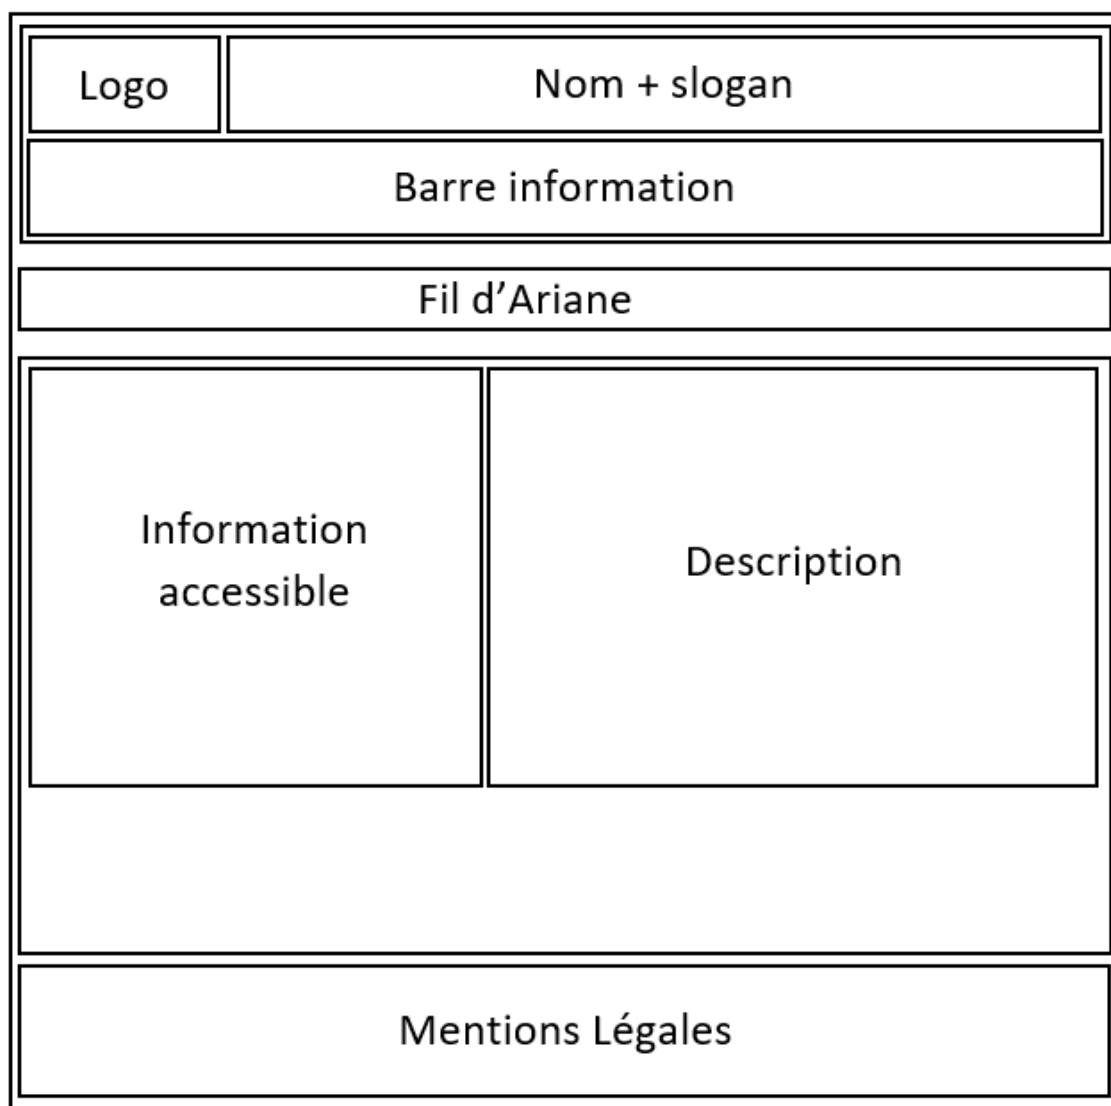 Logo
Nom + slogan
Barre information
Fil d’Ariane
Information
accessible
Description
Mentions Légales